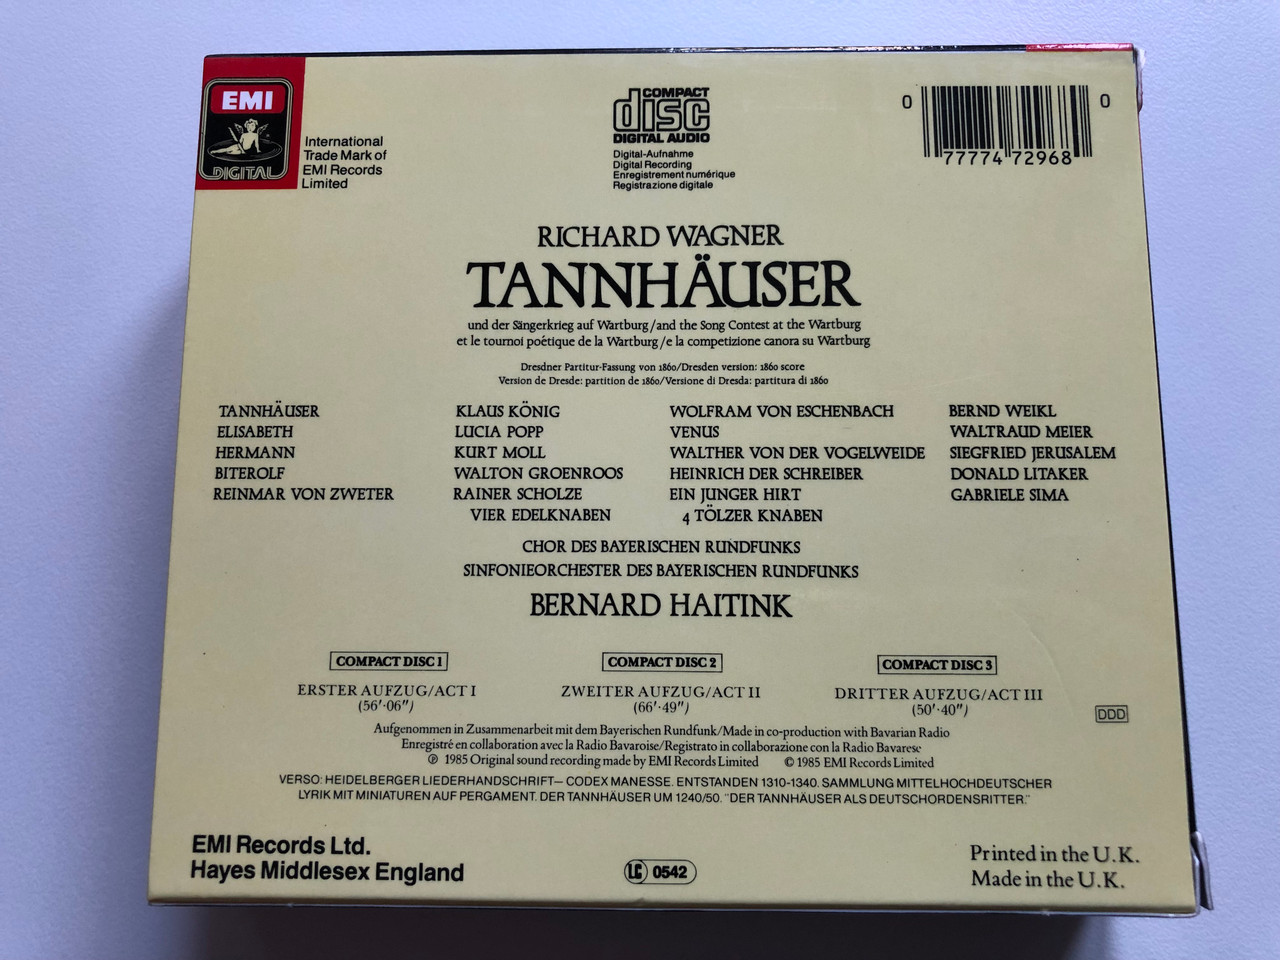 EMI
DIGITAL
International
Trade Mark of
EMI Records
Limited
COMPACT
disc
DIGITAL AUDIO
Digital-Aufnahme
Digital Recording
Enregistrement numérique
Registrazione digitale
0 77774 72968 0
RICHARD WAGNER
TANNHÄUSER
und der Sängerkrieg auf Wartburg/and the Song Contest at the Wartburg
et le tournoi poétique de la Wartburg/e la competizione canora su Wartburg
Dresdner Partitur-Fassung von 1860/Dresden version: 1860 score
Version de Dresde: partition de 1860/Versione di Dresda: partitura di 1860
TANNHÄUSER KLAUS KÖNIG WOLFRAM VON ESCHENBACH BERND WEIKL
ELISABETH LUCIA POPP VENUS WALTRAUD MEIER
HERMANN KURT MOLL WALTHER VON DER VOGELWEIDE SIEGFRIED JERUSALEM
BITEROLF WALTON GROENROOS HEINRICH DER SCHREIBER DONALD LITAKER
REINMAR VON ZWETER RAINER SCHOLZE EIN JUNGER HIRT GABRIELE SIMA
VIER EDELKNABEN 4 TÖLZER KNABEN
CHOR DES BAYERISCHEN RUNDFUNKS
SINFONIEORCHESTER DES BAYERISCHEN RUNDFUNKS
BERNARD HAITINK
COMPACT DISC 1 COMPACT DISC 2 COMPACT DISC 3
ERSTER AUFZUG/ACT I ZWEITER AUFZUG/ACT II DRITTER AUFZUG/ACT III
(56'·06") (66'·49") (50'·40")
DDD
Aufgenommen in Zusammenarbeit mit dem Bayerischen Rundfunk/Made in co-production with Bavarian Radio
Enregistré en collaboration avec la Radio Bavaroise/Registrato in collaborazione con la Radio Bavarese
℗ 1985 Original sound recording made by EMI Records Limited © 1985 EMI Records Limited
VERSO: HEIDELBERGER LIEDERHANDSCHRIFT— CODEX MANESSE. ENTSTANDEN 1310-1340. SAMMLUNG MITTELHOCHDEUTSCHER
LYRIK MIT MINIATUREN AUF PERGAMENT. DER TANNHÄUSER UM 1240/50. "DER TANNHÄUSER ALS DEUTSCHORDENSRITTER."
EMI Records Ltd.
Hayes Middlesex England
LC 0542
Printed in the U.K.
Made in the U.K.